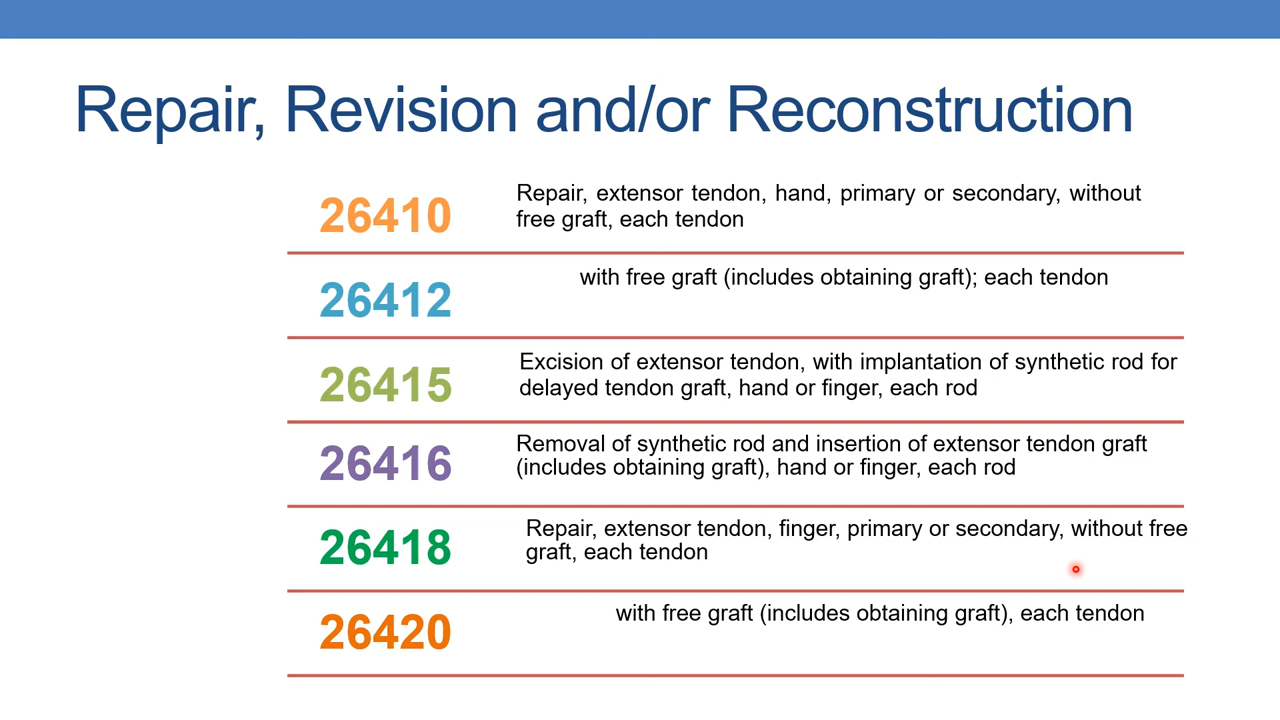 Repair, Revision and/or Reconstruction
26410
Repair, extensor tendon, hand, primary or secondary, without
free graft, each tendon
26412
with free graft (includes obtaining graft); each tendon
26415
Excision of extensor tendon, with implantation of synthetic rod for
delayed tendon graft, hand or finger, each rod
26416
Removal of synthetic rod and insertion of extensor tendon graft
(includes obtaining graft), hand or finger, each rod
26418
Repair, extensor tendon, finger, primary or secondary, without free
graft, each tendon
26420
with free graft (includes obtaining graft), each tendon